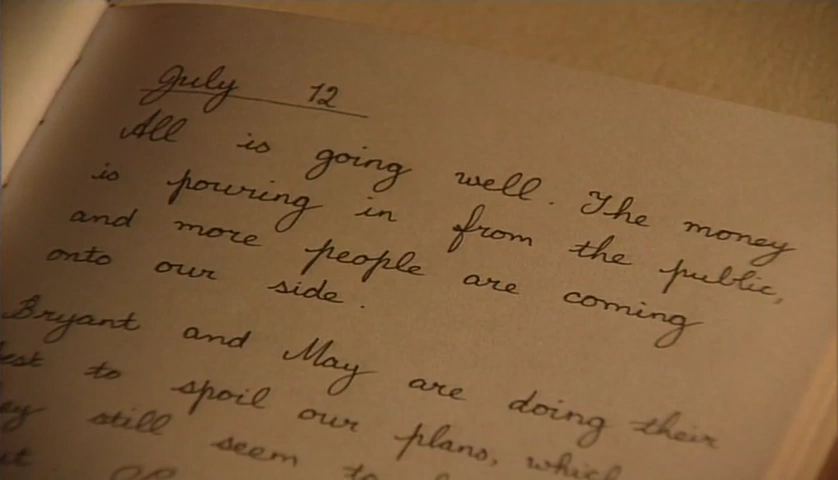 July 12
All is going well. The money
is pouring in from the public,
and more people are coming
onto our side.
Bryant and May are doing their
to spoil our plans, which
still seem to